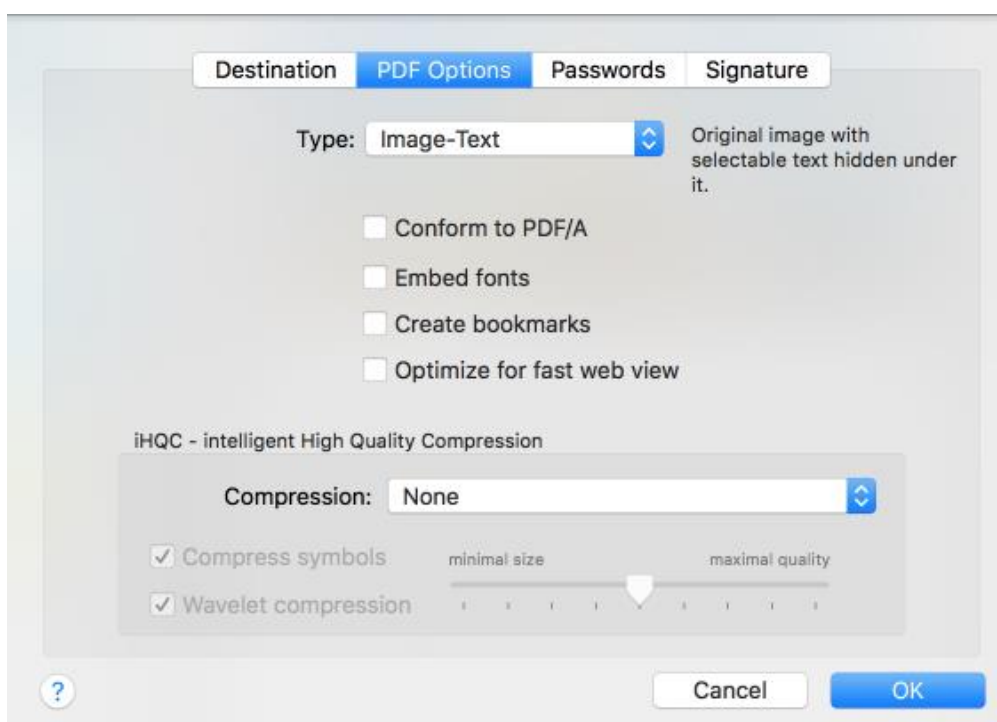 Destination PDF Options Passwords Signature
Type: Image-Text Original image with
selectable text hidden under
it.
Conform to PDF/A
Embed fonts
Create bookmarks
Optimize for fast web view
iHQC - intelligent High Quality Compression
Compression: None
Compress symbols minimal size maximal quality
Wavelet compression
? Cancel OK